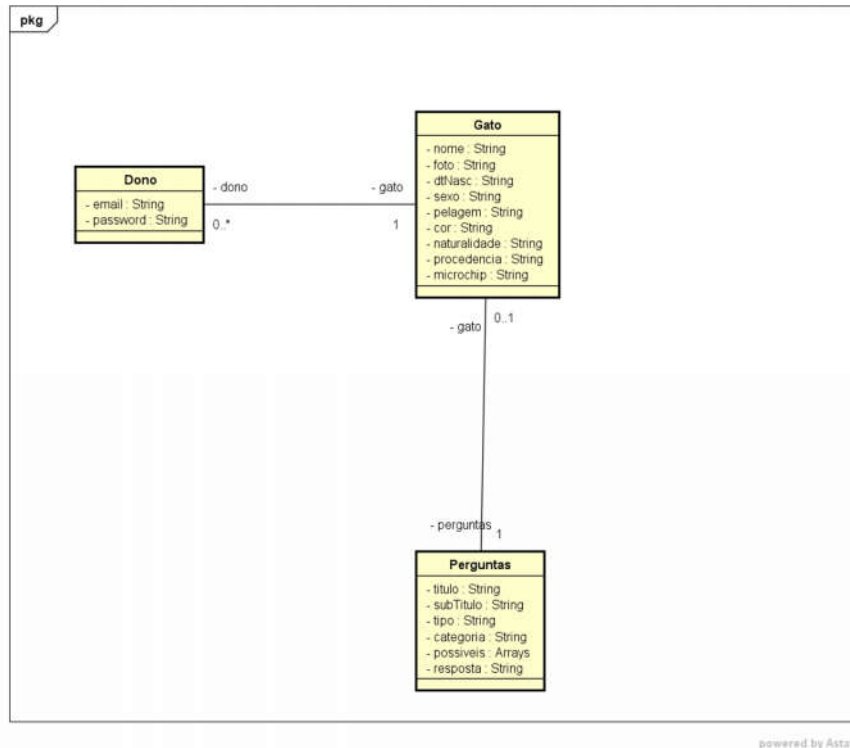 pkg
Gato
- nome : String
- foto : String
- dtNasc : String
- sexo : String
- pelagem : String
- cor : String
- naturalidade : String
- procedencia : String
- microchip : String
Dono
- email : String
- password : String
- dono
- gato
0..*
1
0..1
- gato
- perguntas
1
Perguntas
- titulo : String
- subTitulo : String
- tipo : String
- categoria : String
- possiveis : Arrays
- resposta : String
powered by Asta